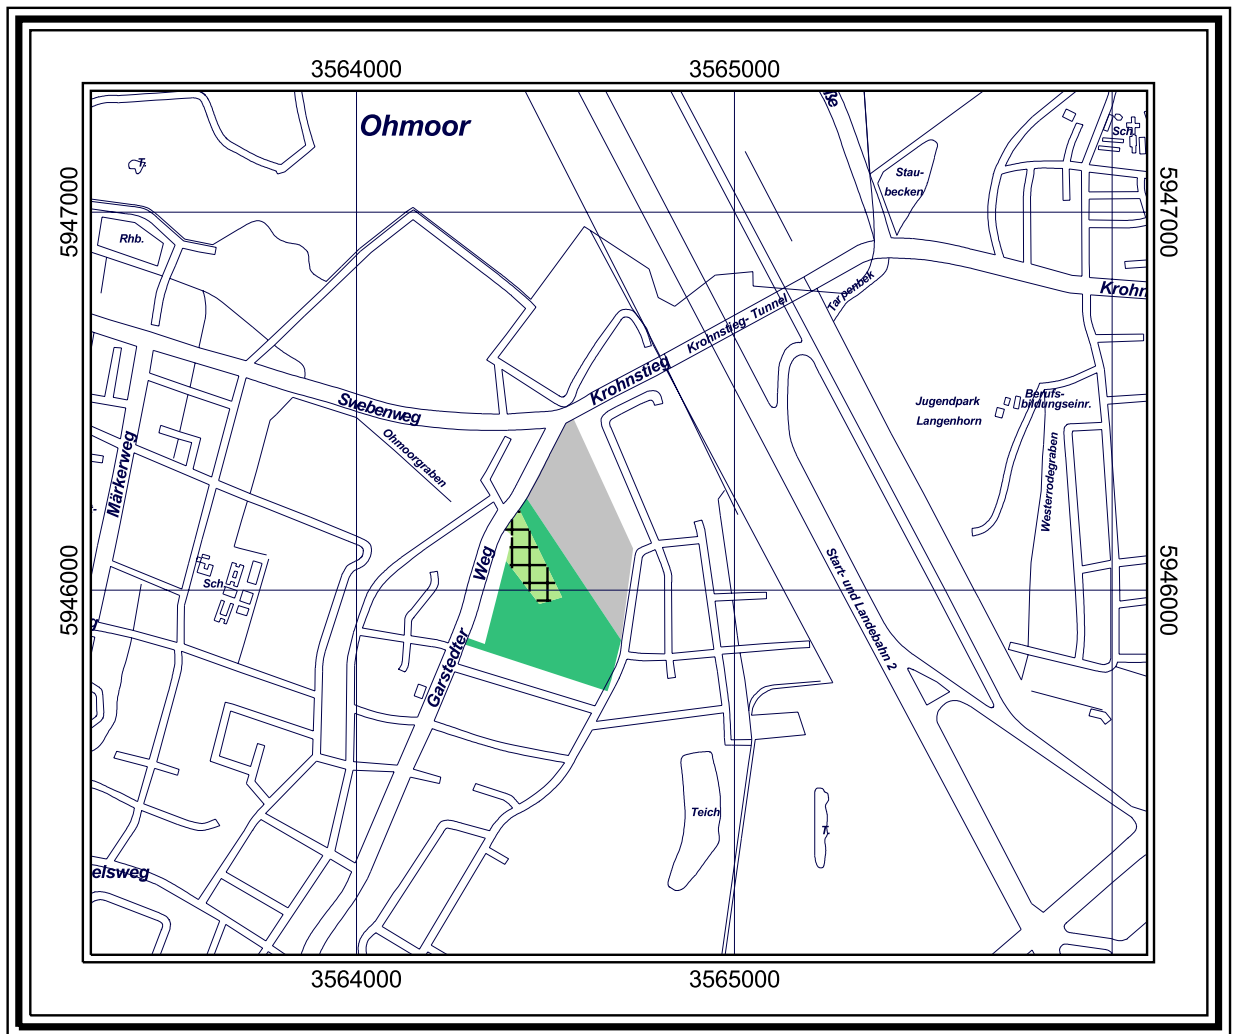 3564000 3565000
Ohmoor
ße
Sch.
T.
Stau-
becken
5947000
5947000
Rhb.
Krohn
Tarpenbek
Krohnstieg- Tunnel
Krohnstieg
Swebenweg
Jugendpark
Langenhorn
Berufs-
bildungseinr.
Ohmoorgraben
Märkerweg
Westerrodegraben
Weg
Start- und Landebahn 2
5946000
5946000
Sch.
Garstedter
Teich
T.
elsweg
3564000 3565000